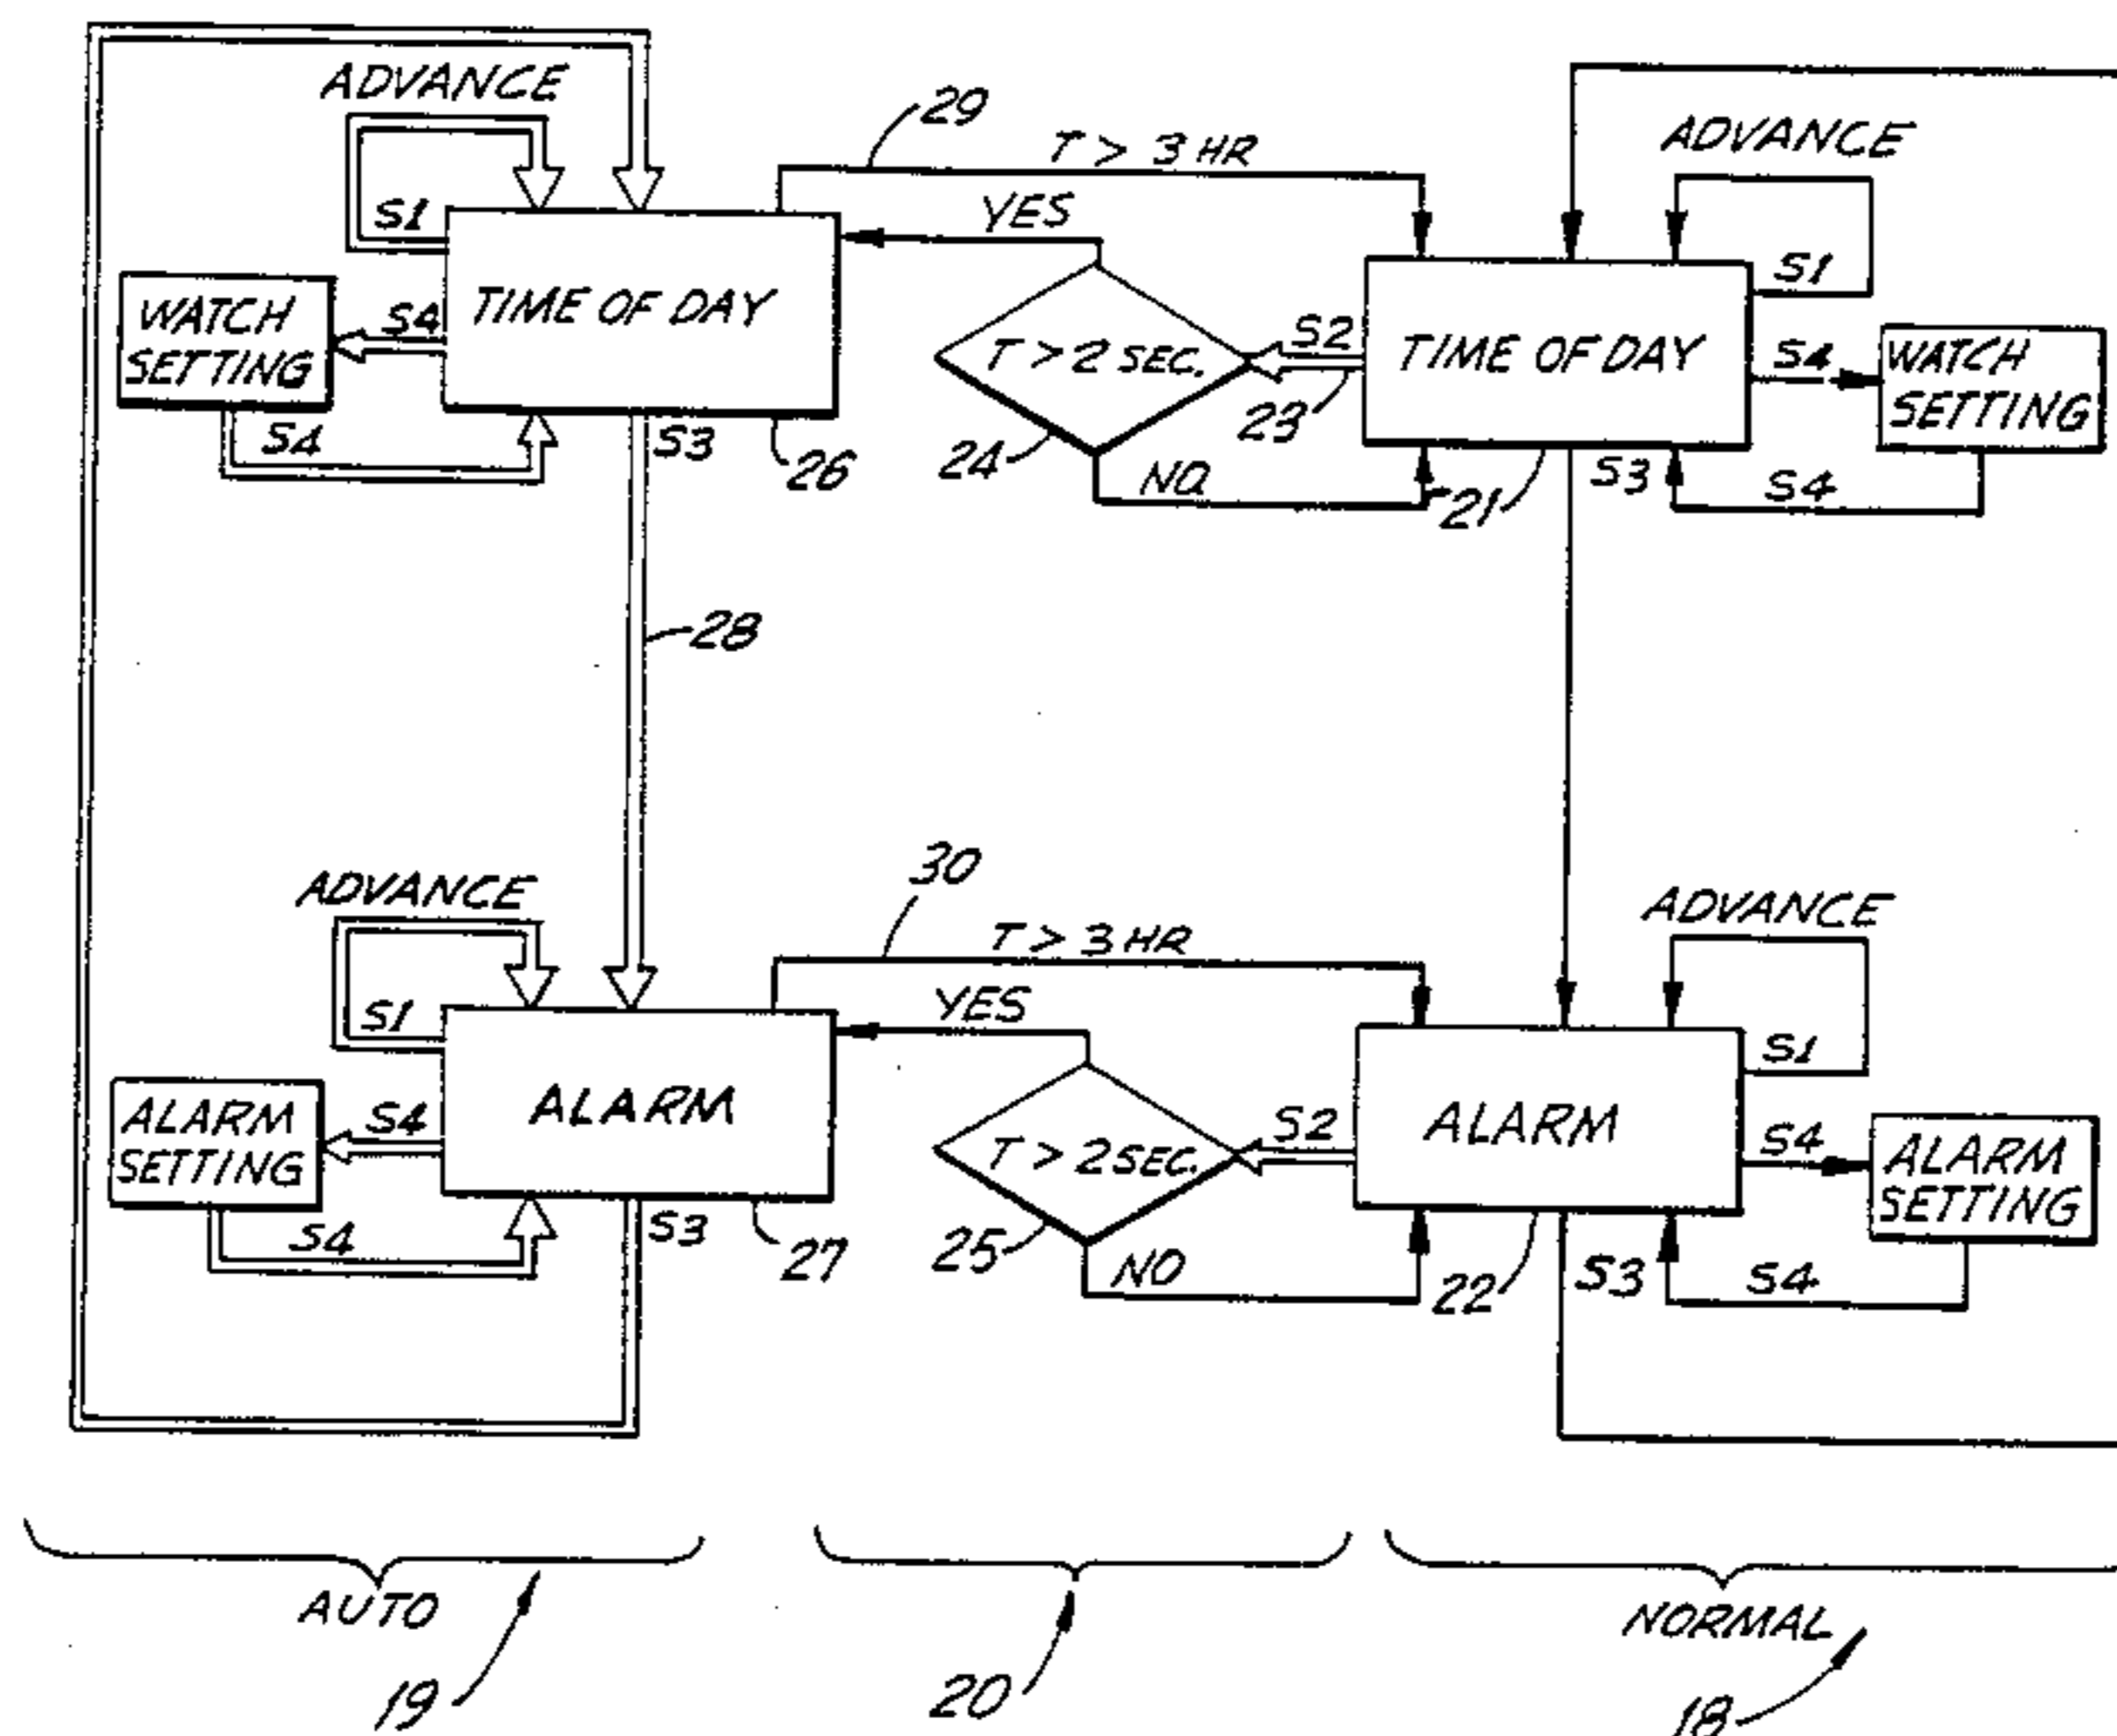 ADVANCE
29
T > 3 HR
ADVANCE
S1
YES
S1
WATCH
SETTING
S4
TIME OF DAY
T > 2 SEC.
S2
TIME OF DAY
S4
WATCH
SETTING
S4
S3
26
24
NO
23
21
S3
S4
28
ADVANCE
30
T > 3 HR
ADVANCE
S1
YES
S1
ALARM
SETTING
S4
ALARM
T > 2 SEC.
S2
ALARM
S4
ALARM
SETTING
S4
S3
27
25
NO
22
S3
S4
AUTO
NORMAL
19
20
18